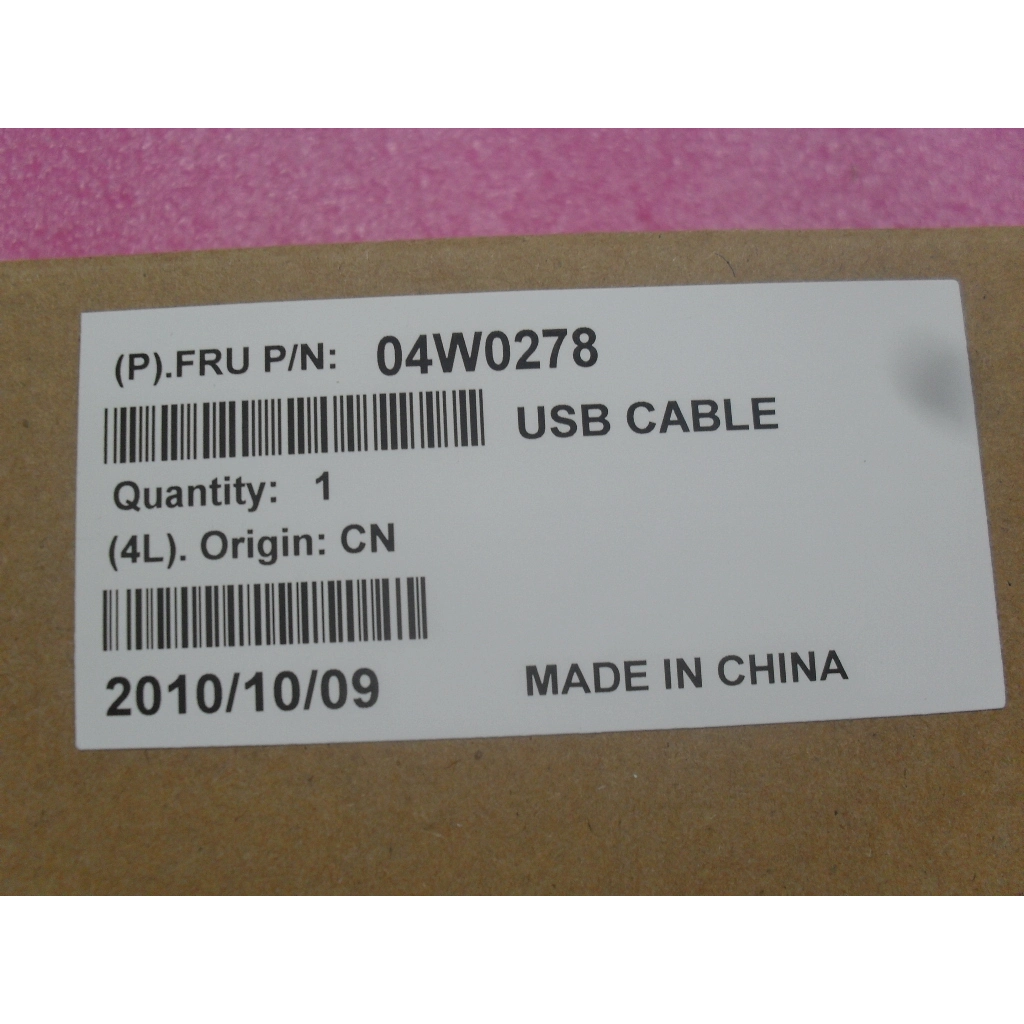 (P).FRU P/N: 04W0278
USB CABLE
Quantity: 1
(4L). Origin: CN
2010/10/09
MADE IN CHINA